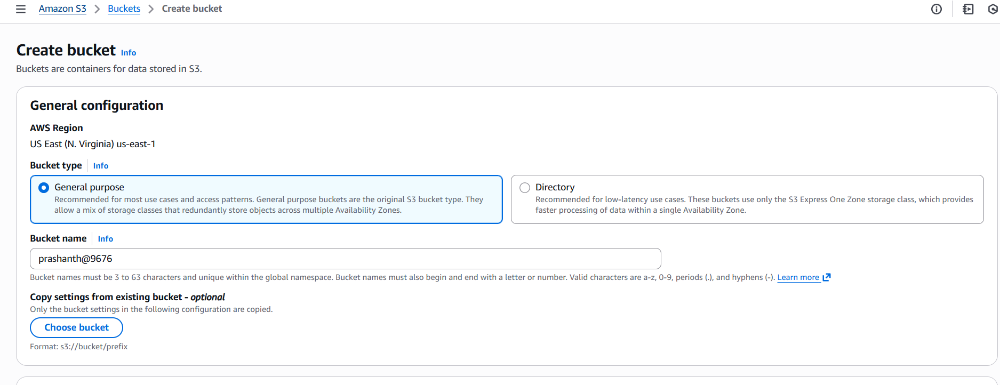 Amazon S3 > Buckets > Create bucket
Create bucket Info
Buckets are containers for data stored in S3.
General configuration
AWS Region
US East (N. Virginia) us-east-1
Bucket type Info
General purpose
Recommended for most use cases and access patterns. General purpose buckets are the original S3 bucket type. They
allow a mix of storage classes that redundantly store objects across multiple Availability Zones.
Directory
Recommended for low-latency use cases. These buckets use only the S3 Express One Zone storage class, which provides
faster processing of data within a single Availability Zone.
Bucket name Info
prashanth@9676
Bucket names must be 3 to 63 characters and unique within the global namespace. Bucket names must also begin and end with a letter or number. Valid characters are a-z, 0-9, periods (.), and hyphens (-). Learn more
Copy settings from existing bucket - optional
Only the bucket settings in the following configuration are copied.
Choose bucket
Format: s3://bucket/prefix